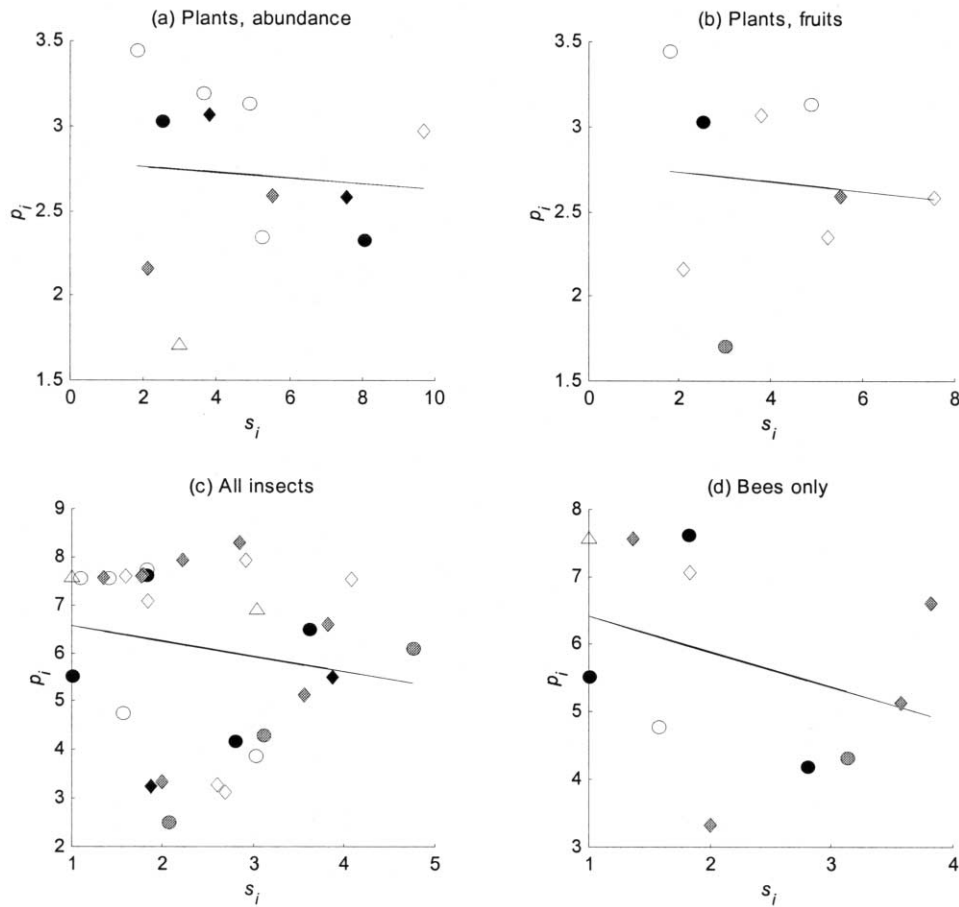 (a) Plants, abundance
3.5
3
2.5
2
1.5
p_i
0 2 4 6 8 10
s_i
(b) Plants, fruits
3.5
3
2.5
2
1.5
p_i
0 2 4 6 8
s_i
(c) All insects
9
8
7
6
5
4
3
2
p_i
1 2 3 4 5
s_i
(d) Bees only
8
7
6
5
4
3
p_i
1 2 3 4
s_i